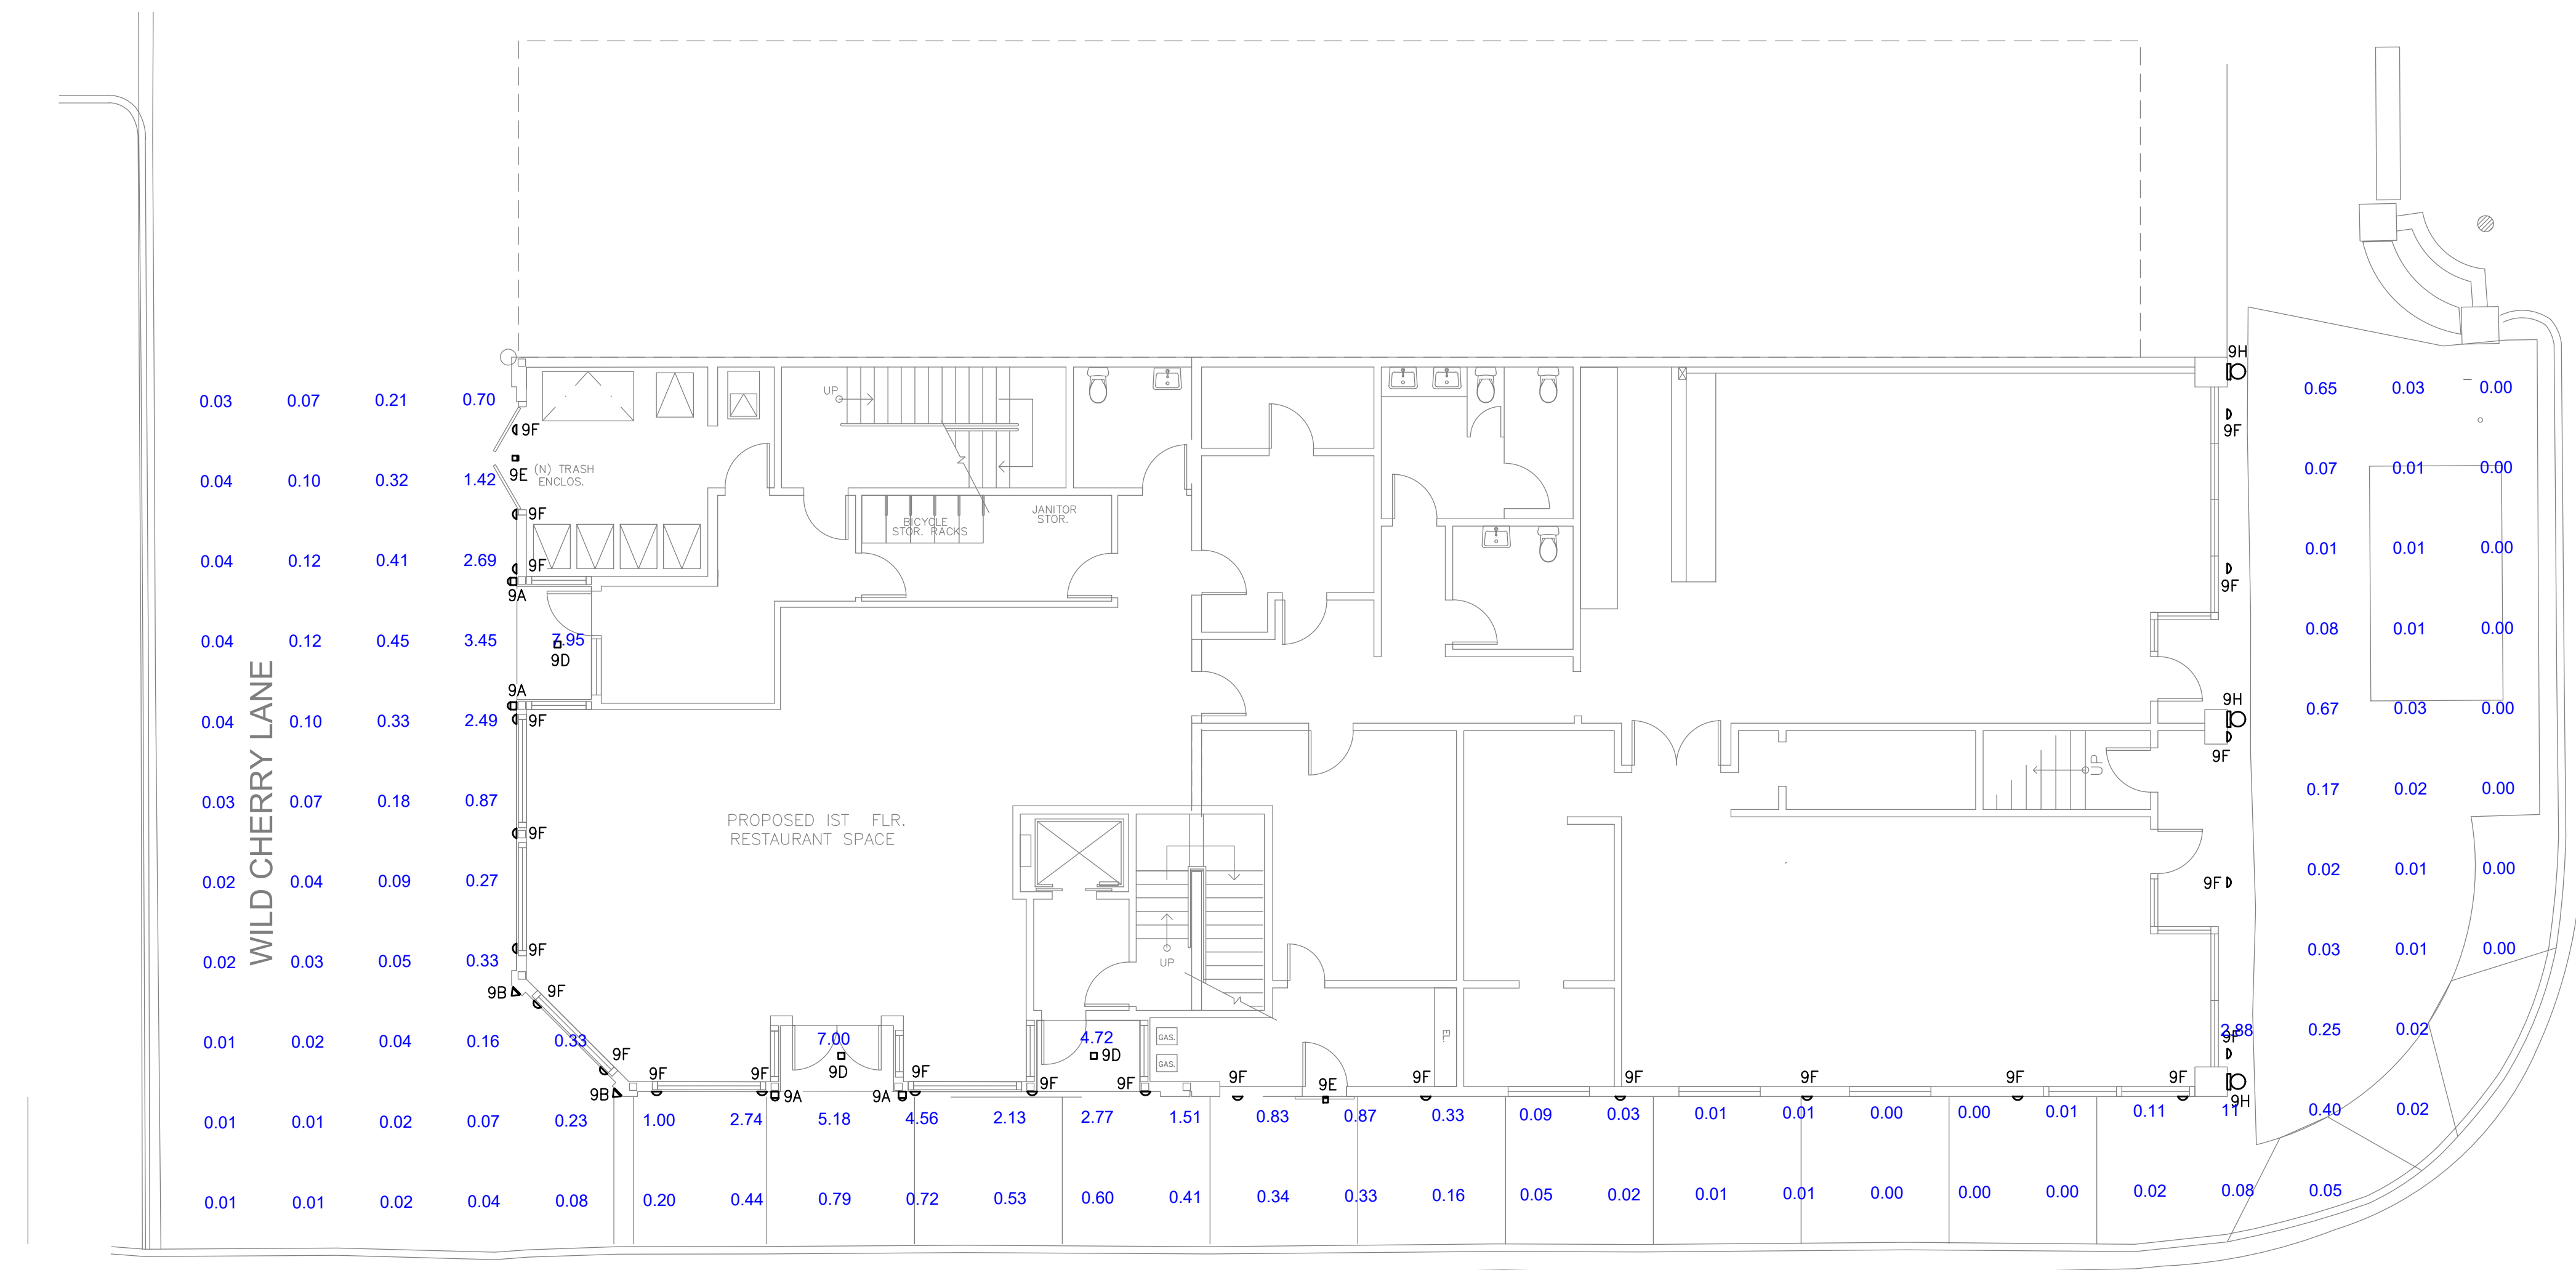 9H
0.03 0.07 0.21 0.70
0.65 0.03 0.00
UP
9F
9F
9E
(N) TRASH
ENCLOS.
0.04 0.10 0.32 1.42
0.07 0.01 0.00
9F
BICYCLE
STOR. RACKS
JANITOR
STOR.
0.04 0.12 0.41 2.69
9F
0.01 0.01 0.00
9A
9F
0.04 0.12 0.45 3.45 7.95
0.08 0.01 0.00
9D
9A
9H
0.04 0.10 0.33 2.49
9F
0.67 0.03 0.00
9F
UP
WILD CHERRY LANE
0.03 0.07 0.18 0.87
0.17 0.02 0.00
PROPOSED IST FLR.
RESTAURANT SPACE
9F
0.02 0.04 0.09 0.27
9F
0.02 0.01 0.00
9F
0.02 0.03 0.05 0.33
UP
0.03 0.01 0.00
9B
9F
0.01 0.02 0.04 0.16 0.33
7.00
4.72
GAS.
EL.
2.88 0.25 0.02
9F
9F
9D
9D
GAS.
9F
9F
9F
9F
9F
9F
9E
9F
9F
9F
9F
9F
9B
9A
9A
9H
0.01 0.01 0.02 0.07 0.23 1.00 2.74 5.18 4.56 2.13 2.77 1.51 0.83 0.87 0.33 0.09 0.03 0.01 0.01 0.00 0.00 0.01 0.11 11 0.40 0.02
0.01 0.01 0.02 0.04 0.08 0.20 0.44 0.79 0.72 0.53 0.60 0.41 0.34 0.33 0.16 0.05 0.02 0.01 0.01 0.00 0.00 0.00 0.02 0.08 0.05